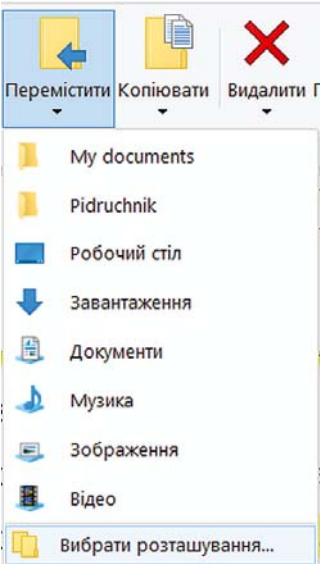 Перемістити Копіювати Видалити
My documents
Pidruchnik
Робочий стіл
Завантаження
Документи
Музика
Зображення
Відео
Вибрати розташування...